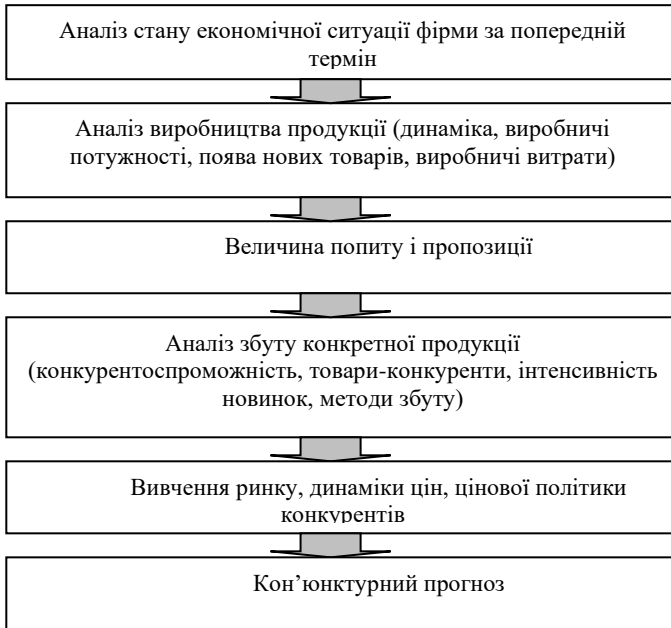 Аналіз стану економічної ситуації фірми за попередній
термін
Аналіз виробництва продукції (динаміка, виробничі
потужності, поява нових товарів, виробничі витрати)
Величина попиту і пропозиції
Аналіз збуту конкретної продукції
(конкурентоспроможність, товари-конкуренти, інтенсивність
новинок, методи збуту)
Вивчення ринку, динаміки цін, цінової політики
конкурентів
Кон’юнктурний прогноз